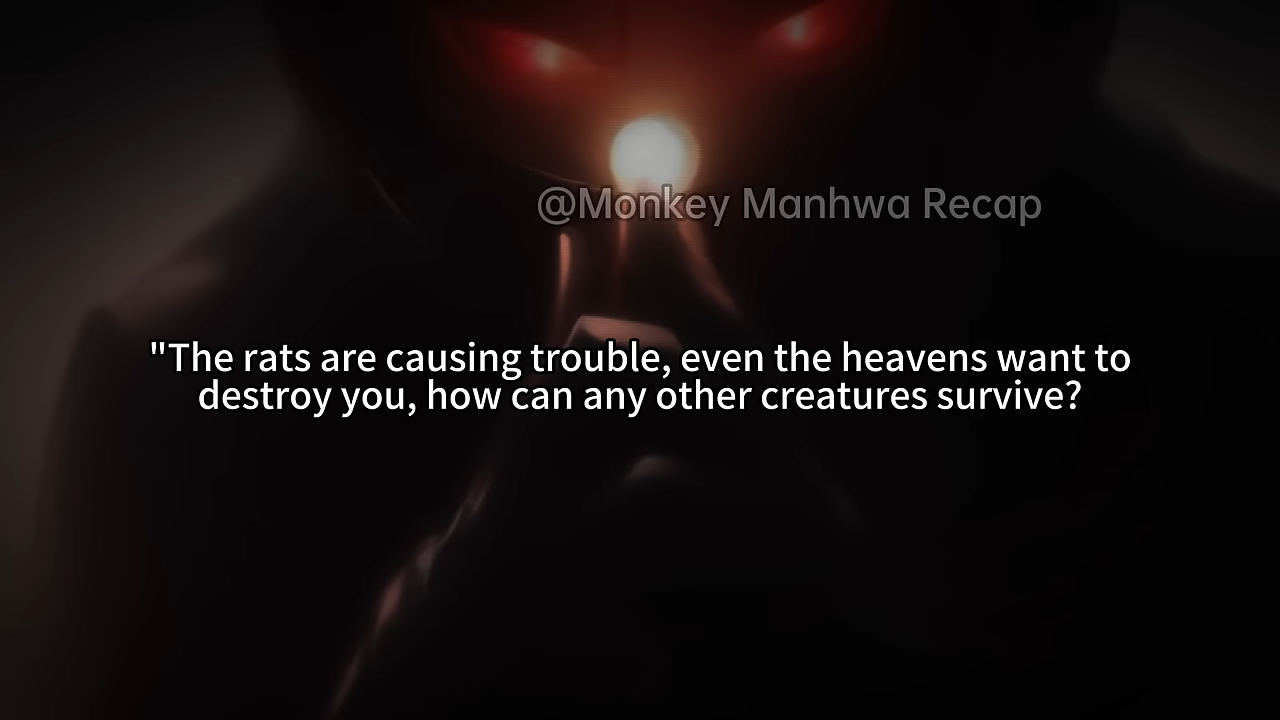 @Monkey Manhwa Recap
"The rats are causing trouble, even the heavens want to
destroy you, how can any other creatures survive?